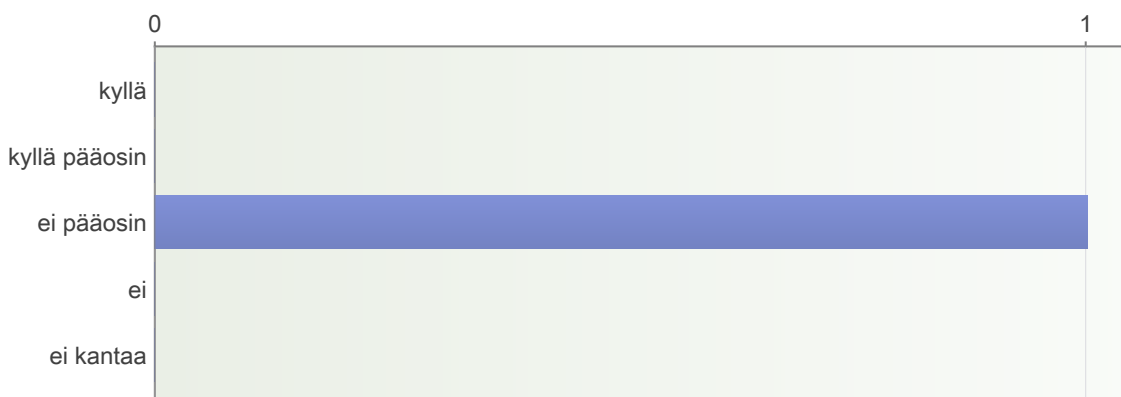 0 1
kyllä
kyllä pääosin
ei pääosin
ei
ei kantaa